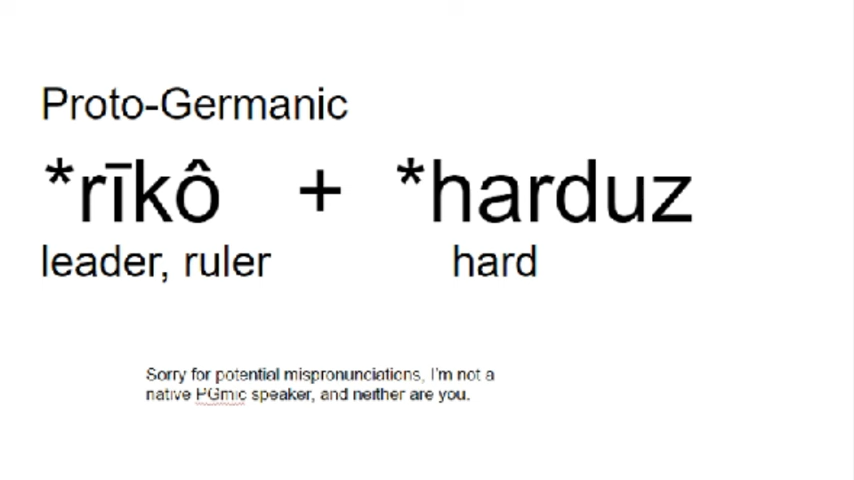 Proto-Germanic
*rīkô + *harduz
leader, ruler hard
Sorry for potential mispronunciations, I'm not a
native PGmic speaker, and neither are you.